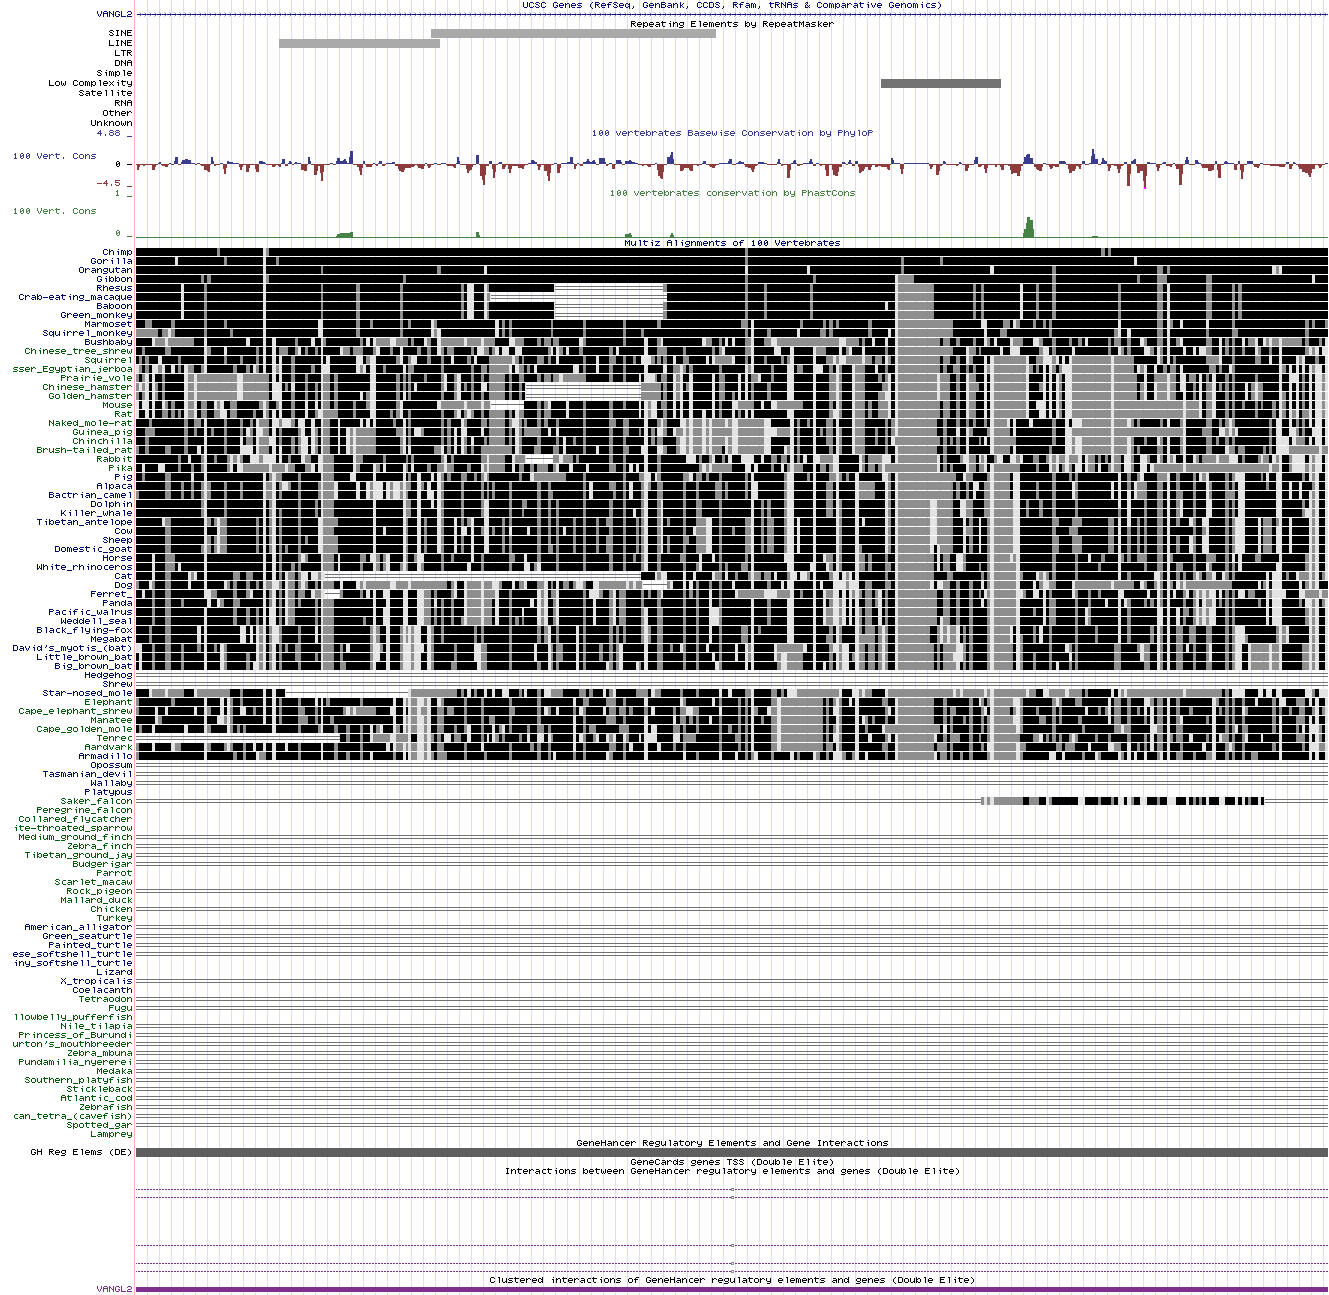 UCSC Genes (RefSeq, GenBank, CCDS, Rfam, tRNAs & Comparative Genomics)
VANGL2
Repeating Elements by RepeatMasker
SINE
LINE
LTR
DNA
Simple
Low Complexity
Satellite
RNA
Other
Unknown
4.88 _
100 vertebrates Basewise Conservation by PhyloP
100 Vert. Cons
0 _
-4.5 _
1 _
100 vertebrates conservation by PhastCons
100 Vert. Cons
0 _
Multiz Alignments of 100 Vertebrates
Chimp
Gorilla
Orangutan
Gibbon
Rhesus
Crab-eating_macaque
Baboon
Green_monkey
Marmoset
Squirrel_monkey
Bushbaby
Chinese_tree_shrew
Squirrel
sser_Egyptian_jerboa
Prairie_vole
Chinese_hamster
Golden_hamster
Mouse
Rat
Naked_mole-rat
Guinea_pig
Chinchilla
Brush-tailed_rat
Rabbit
Pika
Pig
Alpaca
Bactrian_camel
Dolphin
Killer_whale
Tibetan_antelope
Cow
Sheep
Domestic_goat
Horse
White_rhinoceros
Cat
Dog
Ferret_
Panda
Pacific_walrus
Weddell_seal
Black_flying-fox
Megabat
David's_myotis_(bat)
Little_brown_bat
Big_brown_bat
Hedgehog
Shrew
Star-nosed_mole
Elephant
Cape_elephant_shrew
Manatee
Cape_golden_mole
Tenrec
Aardvark
Armadillo
Opossum
Tasmanian_devil
Wallaby
Platypus
Saker_falcon
Peregrine_falcon
Collared_flycatcher
ite-throated_sparrow
Medium_ground_finch
Zebra_finch
Tibetan_ground_jay
Budgerigar
Parrot
Scarlet_macaw
Rock_pigeon
Mallard_duck
Chicken
Turkey
American_alligator
Green_seaturtle
Painted_turtle
ese_softshell_turtle
iny_softshell_turtle
Lizard
X_tropicalis
Coelacanth
Tetraodon
Fugu
llowbelly_pufferfish
Nile_tilapia
Princess_of_Burundi
urton's_mouthbreeder
Zebra_mbuna
Pundamilia_nyererei
Medaka
Southern_platyfish
Stickleback
Atlantic_cod
Zebrafish
can_tetra_(cavefish)
Spotted_gar
Lamprey
GeneHancer Regulatory Elements and Gene Interactions
GH Reg Elems (DE)
GeneCards genes TSS (Double Elite)
Interactions between GeneHancer regulatory elements and genes (Double Elite)
Clustered interactions of GeneHancer regulatory elements and genes (Double Elite)
VANGL2